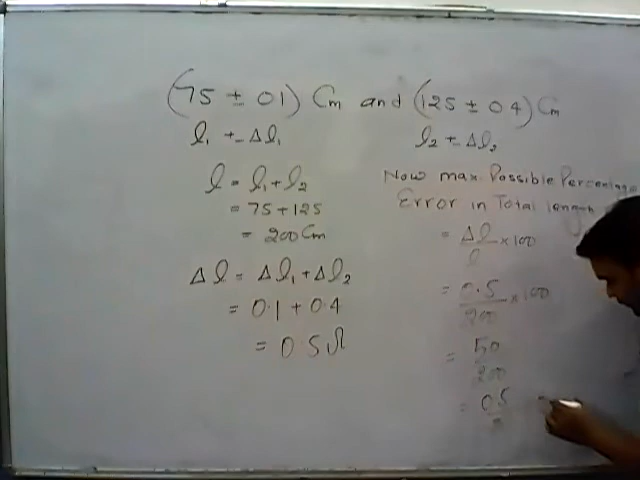 (75 ± 01) Cm and (125 ± 0.4) Cm
l₁ ± Δl₁
l₂ ± Δl₂
l = l₁ + l₂
= 75 + 125
= 200 Cm
Δl = Δl₁ + Δl₂
= 0.1 + 0.4
= 0.5 Ω
Now max Possible Percentage
Error in Total length
= Δl/l × 100
= 0.5/200 × 100
= 50/200
= 0.5